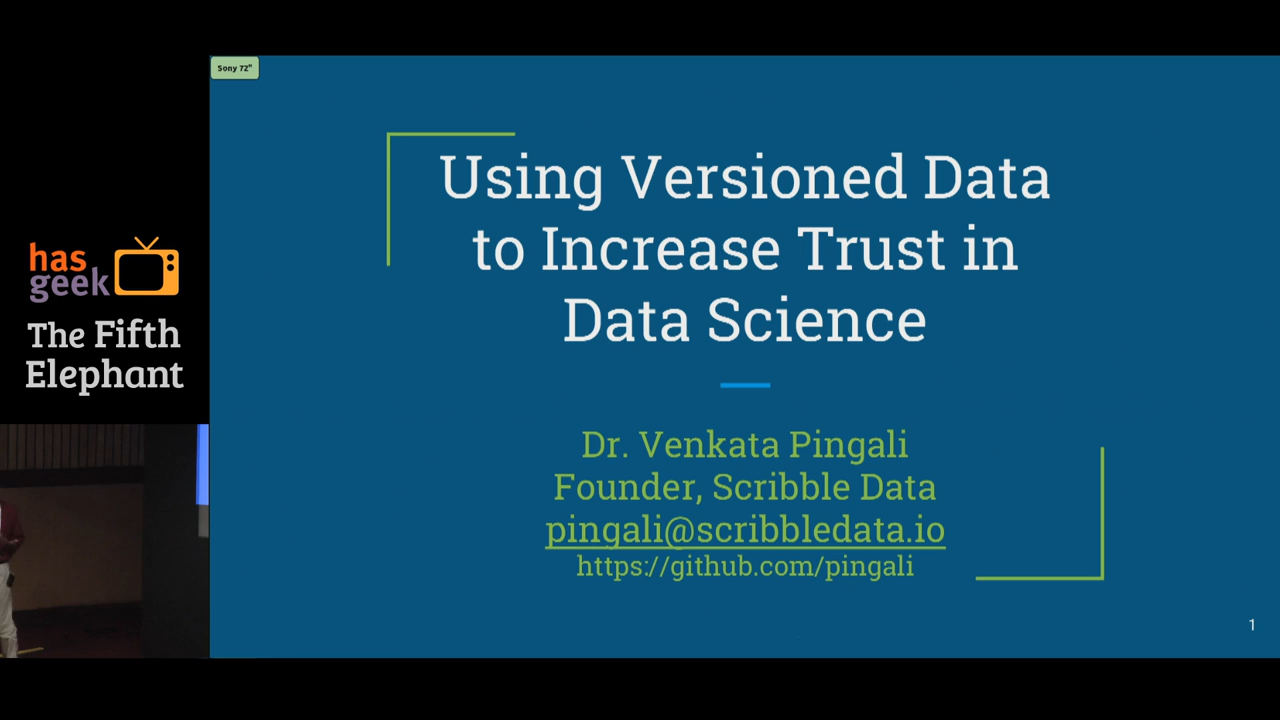 Sony 72"
Using Versioned Data
to Increase Trust in
Data Science
has
geek
The Fifth
Elephant
Dr. Venkata Pingali
Founder, Scribble Data
pingali@scribbledata.io
https://github.com/pingali
1